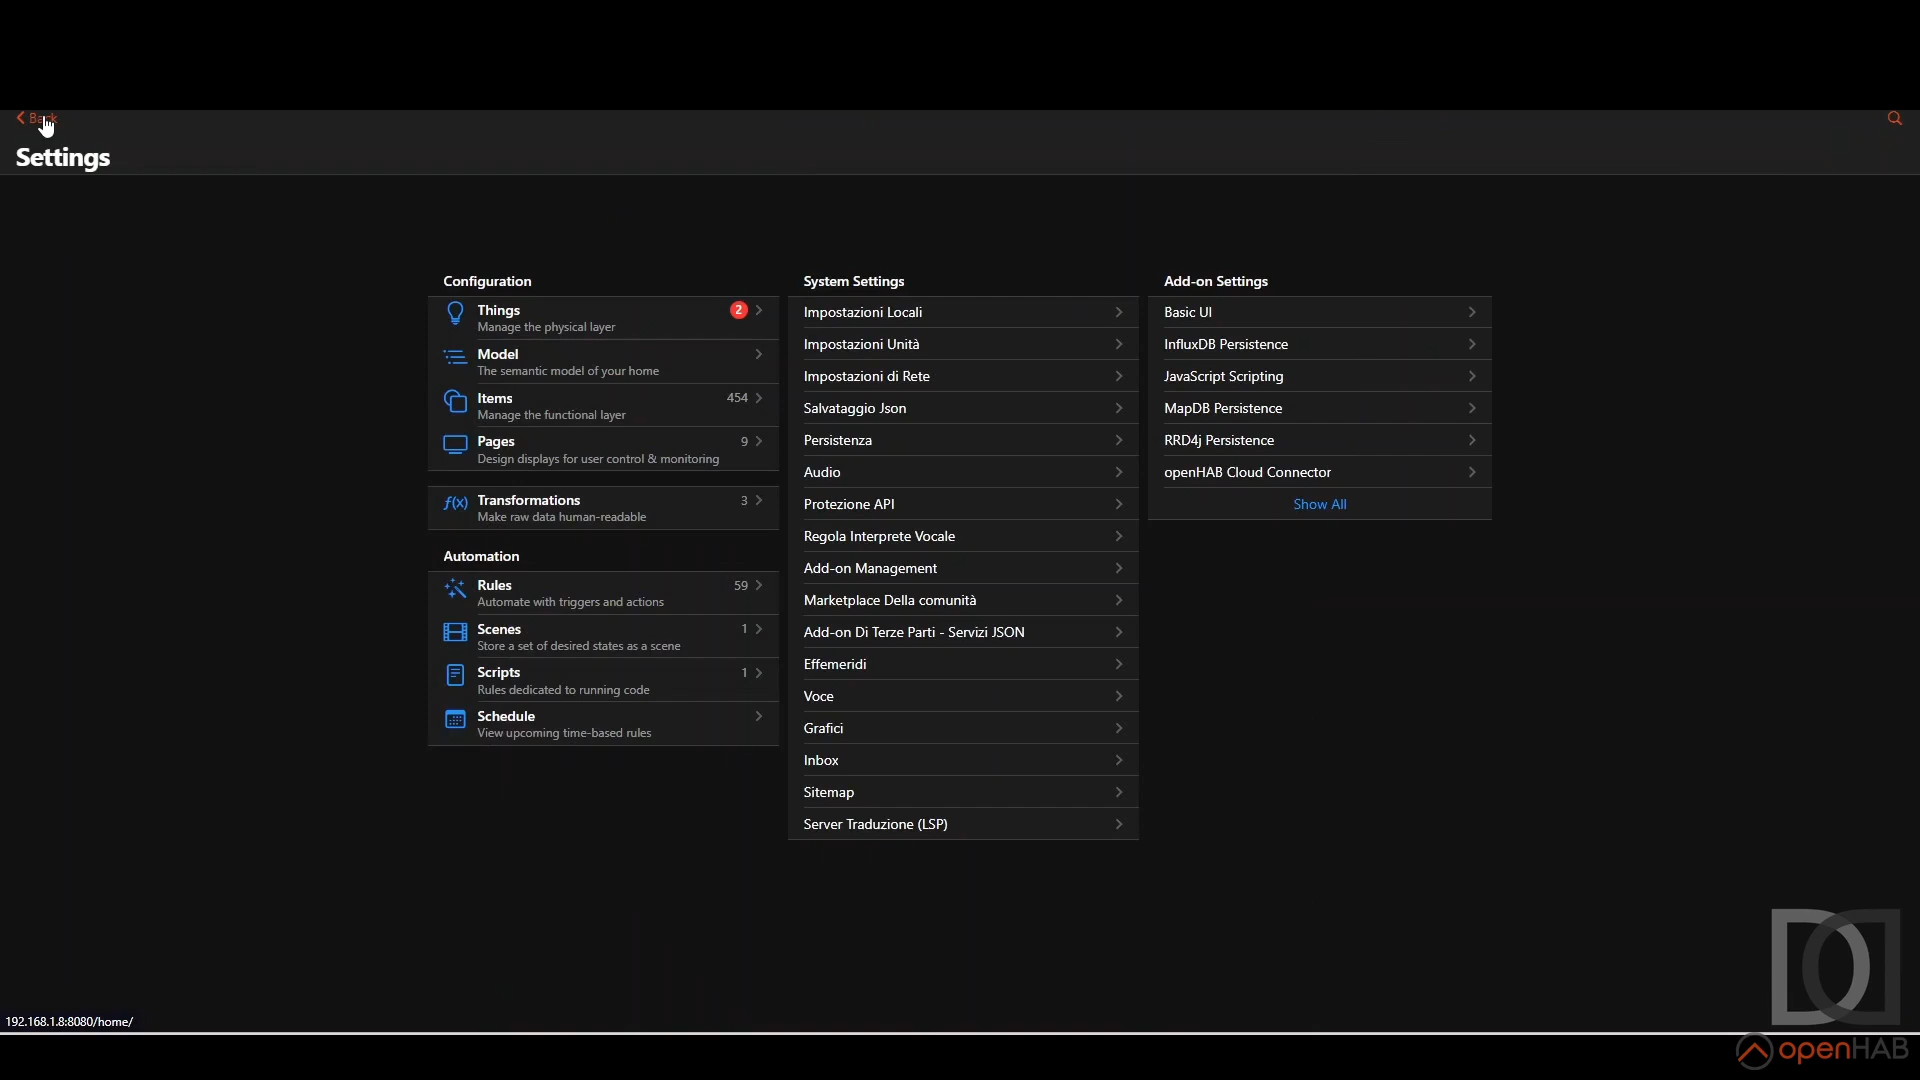 Back
Settings
Configuration
Things
2
Manage the physical layer
Model
The semantic model of your home
Items
454
Manage the functional layer
Pages
9
Design displays for user control & monitoring
f(x)
Transformations
3
Make raw data human-readable
Automation
Rules
59
Automate with triggers and actions
Scenes
1
Store a set of desired states as a scene
Scripts
1
Rules dedicated to running code
Schedule
View upcoming time-based rules
System Settings
Impostazioni Locali
Impostazioni Unità
Impostazioni di Rete
Salvataggio Json
Persistenza
Audio
Protezione API
Regola Interprete Vocale
Add-on Management
Marketplace Della comunità
Add-on Di Terze Parti - Servizi JSON
Effemeridi
Voce
Grafici
Inbox
Sitemap
Server Traduzione (LSP)
Add-on Settings
Basic UI
InfluxDB Persistence
JavaScript Scripting
MapDB Persistence
RRD4j Persistence
openHAB Cloud Connector
Show All
192.168.1.8:8080/home/
openHAB